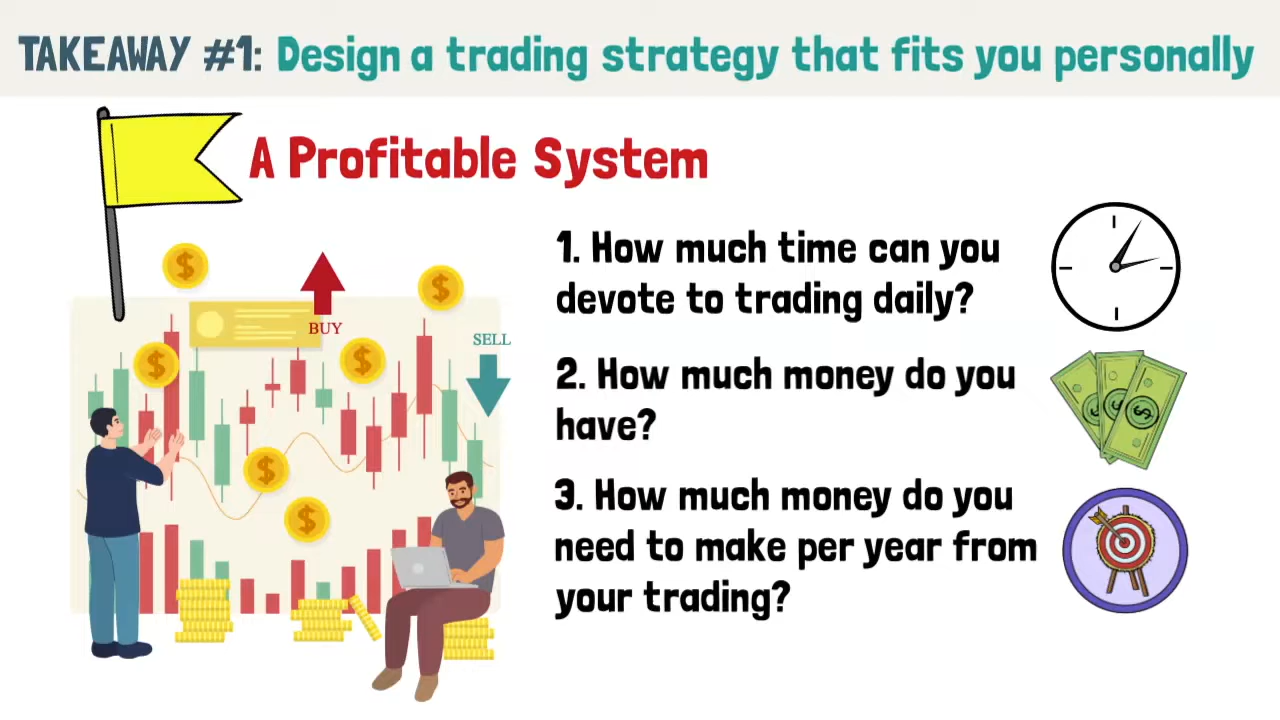 TAKEAWAY #1: Design a trading strategy that fits you personally
A Profitable System
BUY
SELL
1. How much time can you
devote to trading daily?
2. How much money do you
have?
3. How much money do you
need to make per year from
your trading?